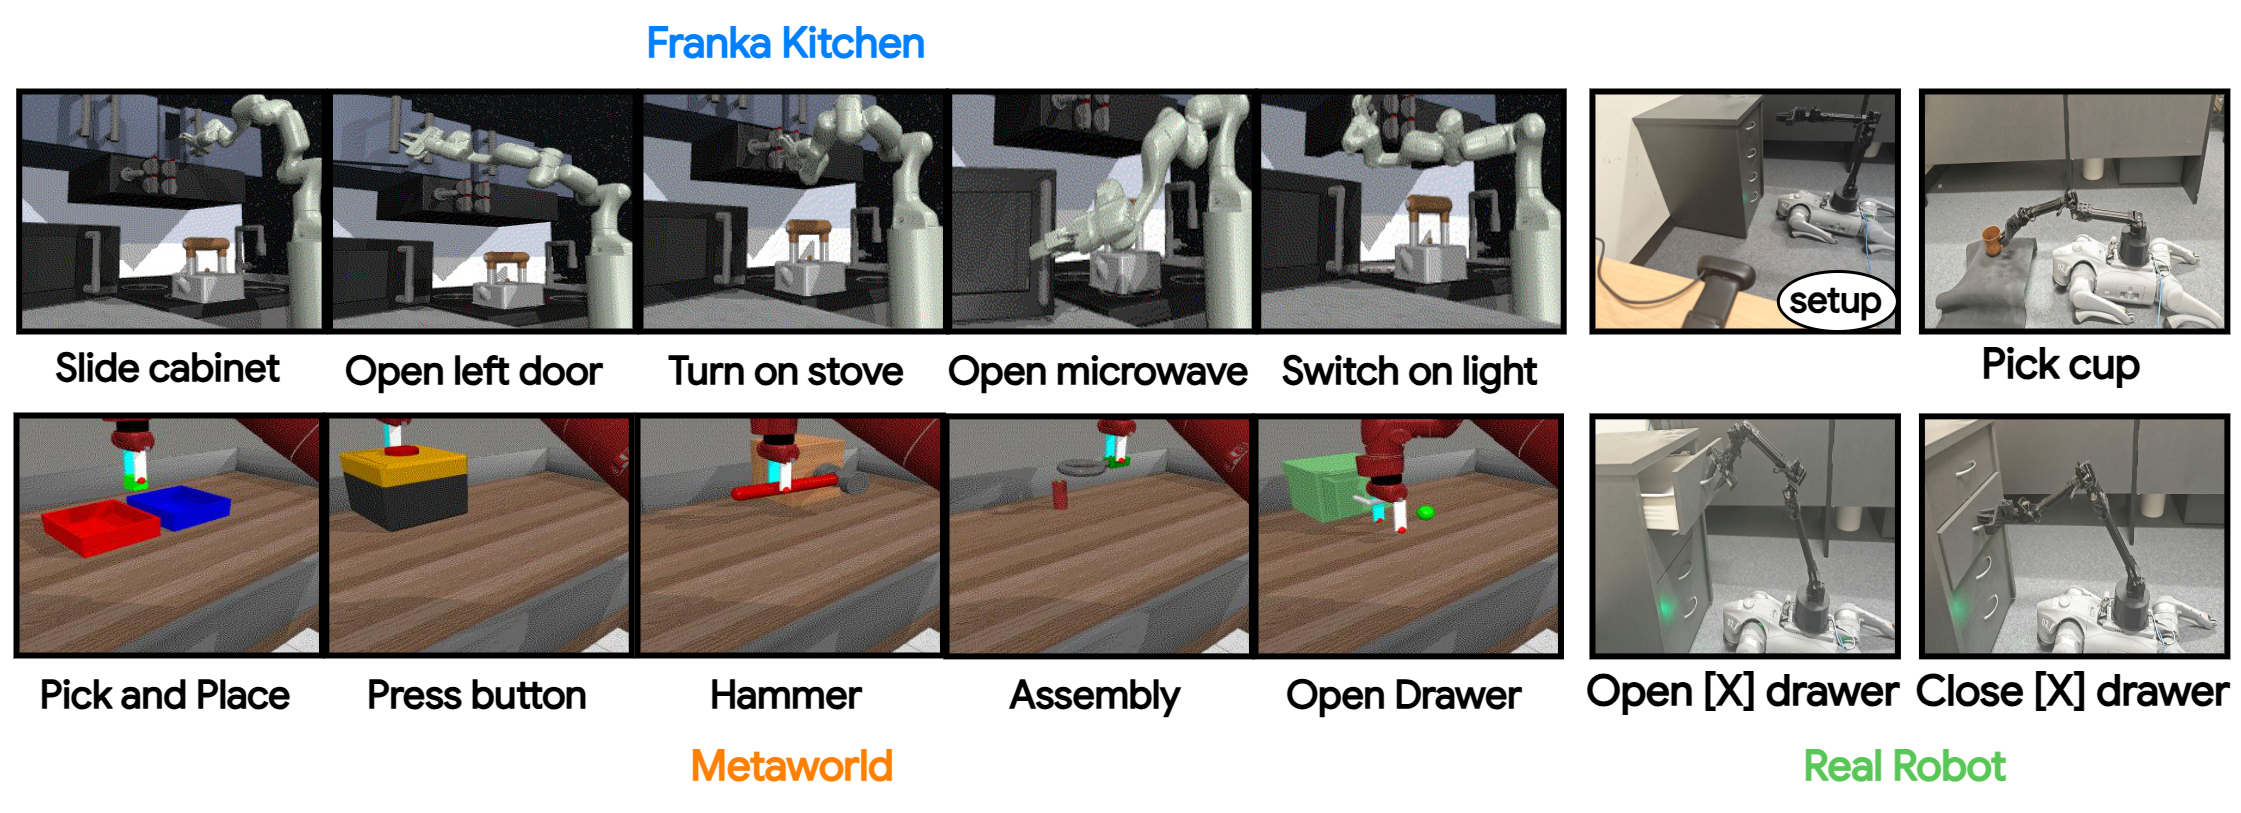 Franka Kitchen
setup
Slide cabinet
Open left door
Turn on stove
Open microwave
Switch on light
Pick cup
Pick and Place
Press button
Hammer
Assembly
Open Drawer
Open [X] drawer
Close [X] drawer
Metaworld
Real Robot